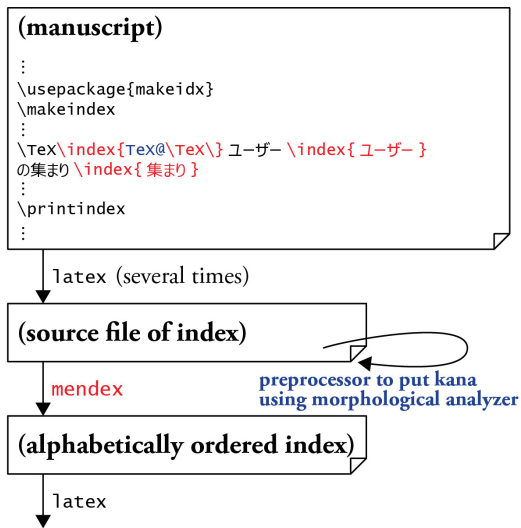 (manuscript)
⋮
\usepackage{makeidx}
\makeindex
⋮
\TeX\index{TeX@\TeX\} ユーザー \index{ ユーザー }
の集まり \index{ 集まり }
⋮
\printindex
⋮
latex (several times)
(source file of index)
preprocessor to put kana
using morphological analyzer
mendex
(alphabetically ordered index)
latex